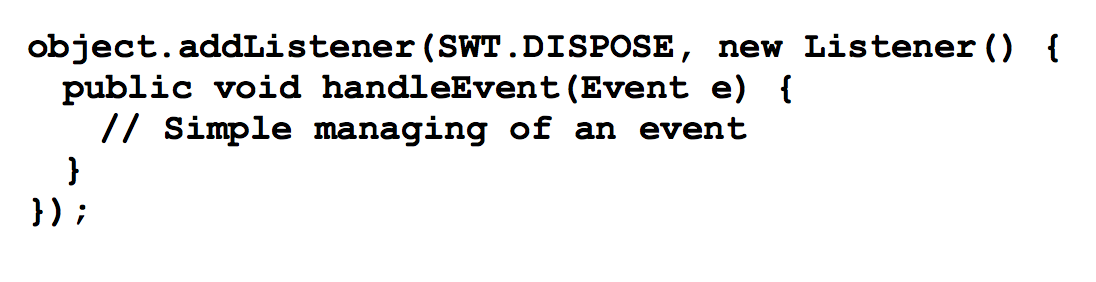 object.addListener(SWT.DISPOSE, new Listener() {
  public void handleEvent(Event e) {
    // Simple managing of an event
  }
});